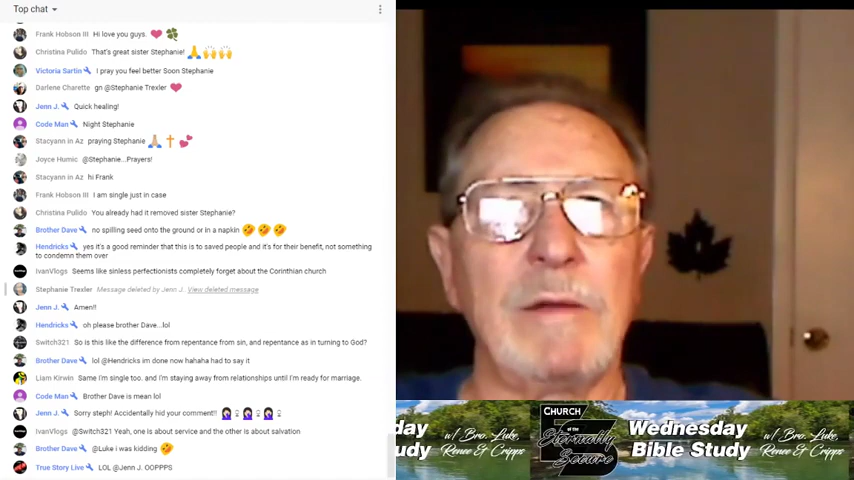 Top chat
Frank Hobson III Hi love you guys.
Christina Pulido That's great sister Stephanie!
Victoria Sartin I pray you feel better Soon Stephanie
Darlene Charette gn @Stephanie Trexler
Jenn J. Quick healing!
Code Man Night Stephanie
Stacyann in Az praying Stephanie
Joyce Humic @Stephanie...Prayers!
Stacyann in Az hi Frank
Frank Hobson III I am single just in case
Christina Pulido You already had it removed sister Stephanie?
Brother Dave no spilling seed onto the ground or in a napkin
Hendricks yes it's a good reminder that this is to saved people and it's for their benefit, not something
to condemn them over
IvanVlogs Seems like sinless perfectionists completely forget about the Corinthian church
Stephanie Trexler Message deleted by Jenn J.. View deleted message
Jenn J. Amen!!
Hendricks oh please brother Dave...lol
Switch321 So is this like the difference from repentance from sin, and repentance as in turning to God?
Brother Dave lol @Hendricks im done now hahaha had to say it
Liam Kirwin Same I'm single too. and I'm staying away from relationships until I'm ready for marriage.
Code Man Brother Dave is mean lol
Jenn J. Sorry steph! Accidentally hid your comment!!
IvanVlogs @Switch321 Yeah, one is about service and the other is about salvation
Brother Dave @Luke i was kidding
True Story Live LOL @Jenn J. OOPPPS
day
udy
w/ Bro. Luke,
Renee & Cripps
CHURCH
of the
Eternally
Secure
Wednesday
Bible Study
w/ Bro. Luke,
Renee & Cripps